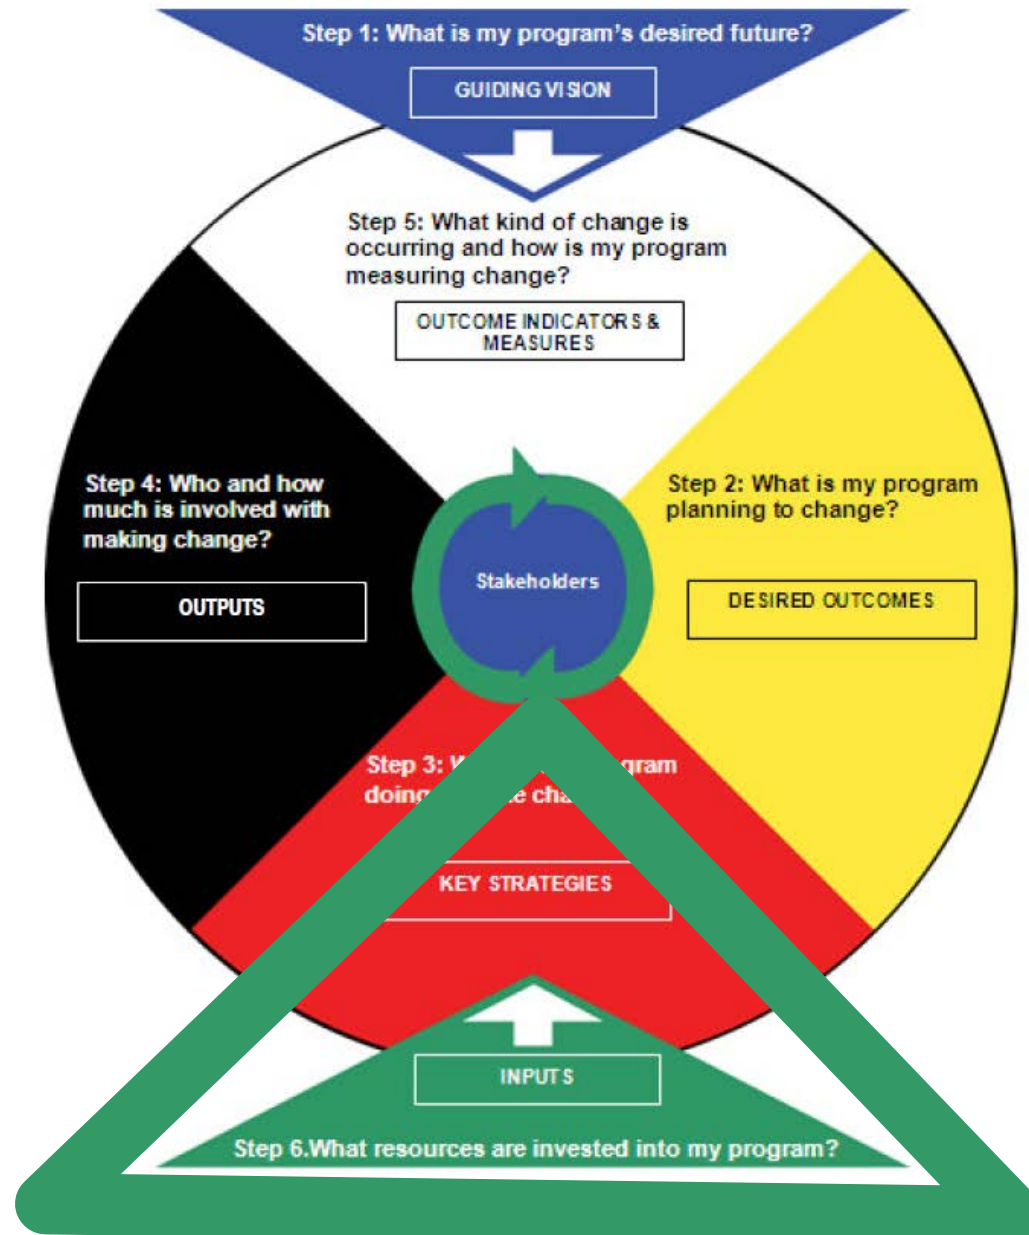 Step 1: What is my program's desired future?
GUIDING VISION
Step 5: What kind of change is
occurring and how is my program
measuring change?
OUTCOME INDICATORS &
MEASURES
Step 4: Who and how
much is involved with
making change?
OUTPUTS
Stakeholders
Step 2: What is my program
planning to change?
DESIRED OUTCOMES
Step 3:
doing
KEY STRATEGIES
INPUTS
Step 6.What resources are invested into my program?